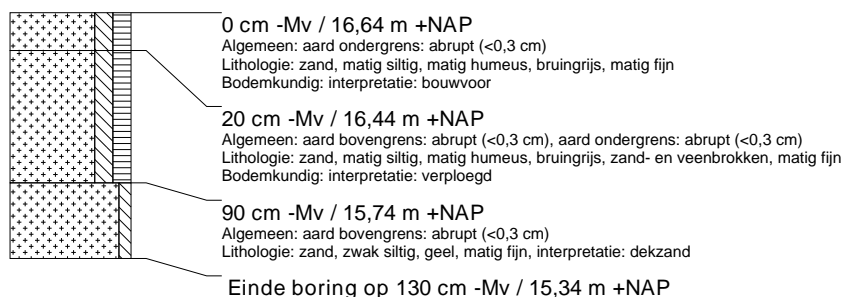 0 cm -Mv / 16,64 m +NAP
Algemeen: aard ondergrens: abrupt (<0,3 cm)
Lithologie: zand, matig siltig, matig humeus, bruingrijs, matig fijn
Bodemkundig: interpretatie: bouwvoor
20 cm -Mv / 16,44 m +NAP
Algemeen: aard bovengrens: abrupt (<0,3 cm), aard ondergrens: abrupt (<0,3 cm)
Lithologie: zand, matig siltig, matig humeus, bruingrijs, zand- en veenbrokken, matig fijn
Bodemkundig: interpretatie: verploegd
90 cm -Mv / 15,74 m +NAP
Algemeen: aard bovengrens: abrupt (<0,3 cm)
Lithologie: zand, zwak siltig, geel, matig fijn, interpretatie: dekzand
Einde boring op 130 cm -Mv / 15,34 m +NAP